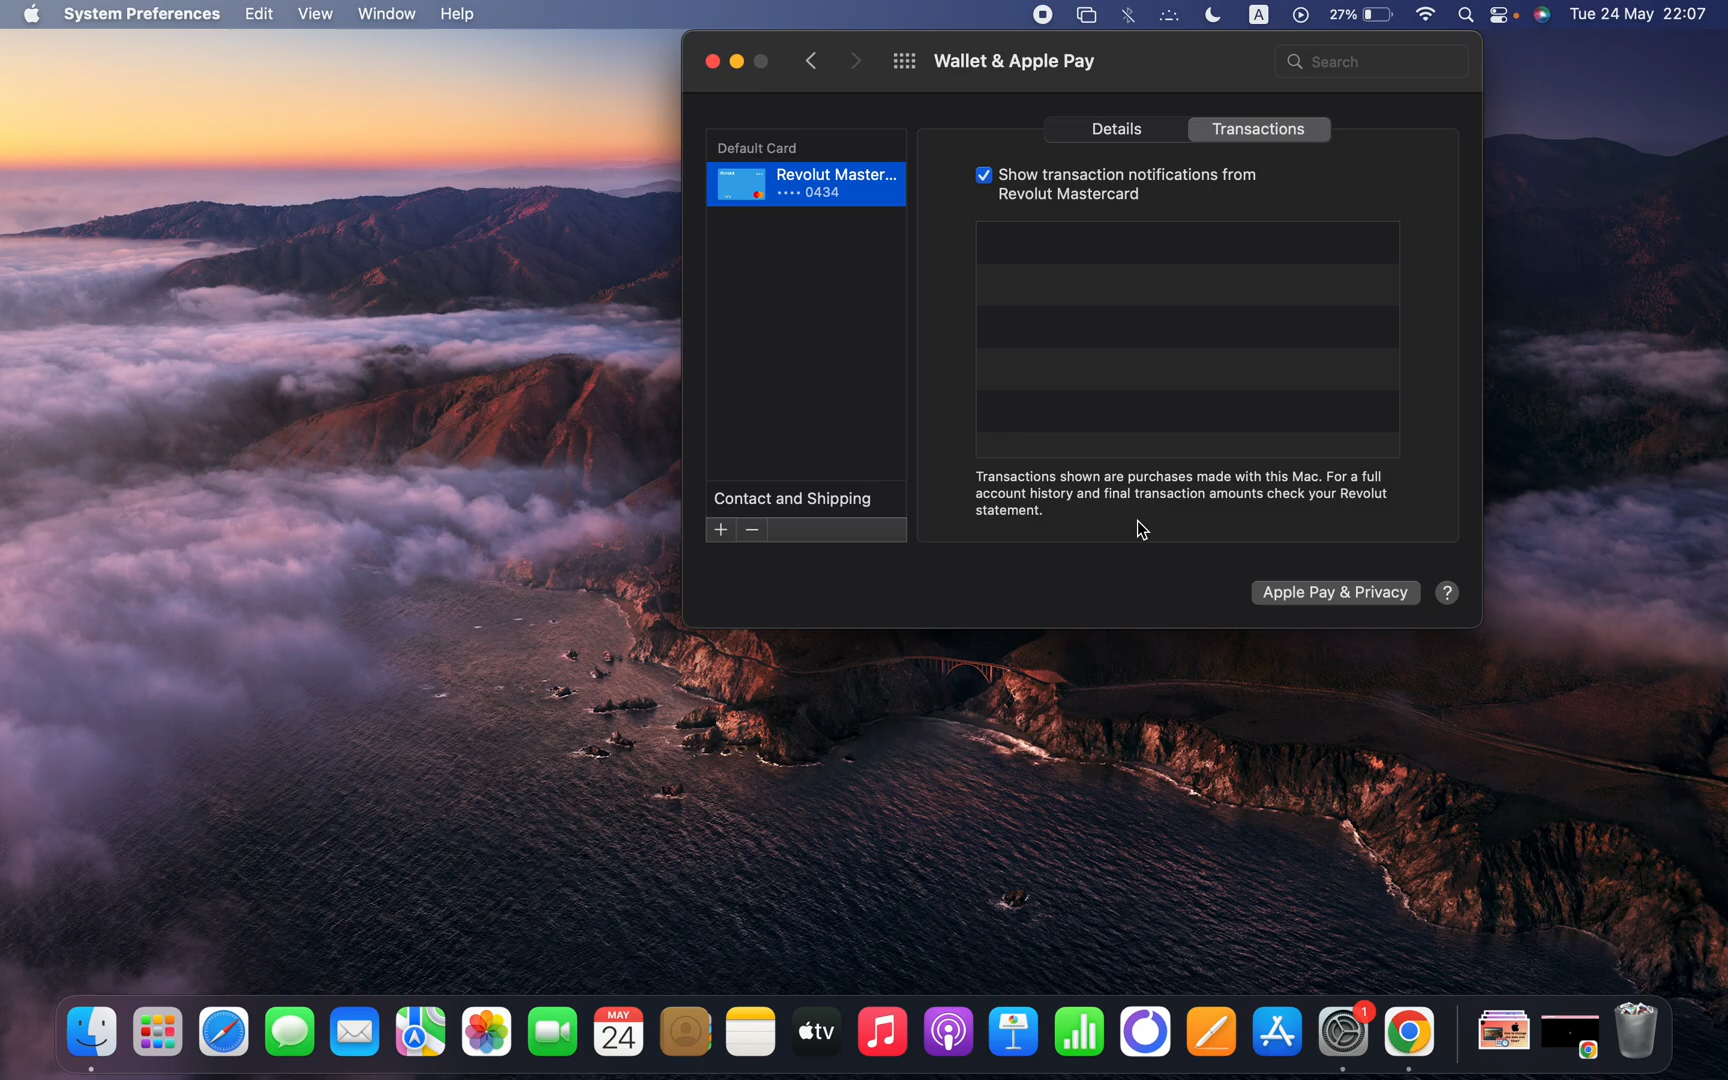 System Preferences Edit View Window Help
A 27% Tue 24 May 22:07
Wallet & Apple Pay
Search
Details Transactions
Default Card
Revolut Master...
•••• 0434
Show transaction notifications from
Revolut Mastercard
Transactions shown are purchases made with this Mac. For a full
account history and final transaction amounts check your Revolut
statement.
Contact and Shipping
+ −
Apple Pay & Privacy ?
MAY
24
tv
1